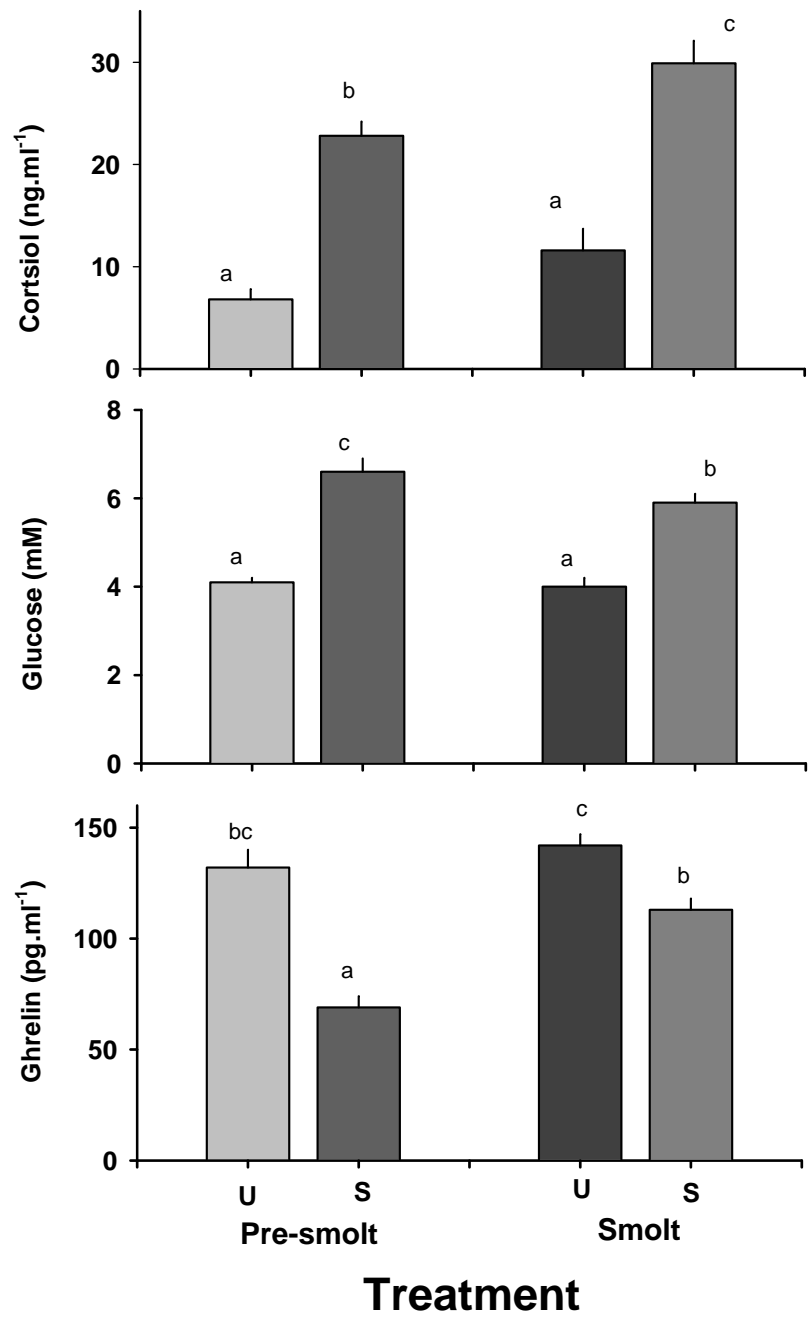 30
20
10
0
Cortsiol (ng.ml⁻¹)
a
b
a
c
8
6
4
2
0
Glucose (mM)
a
c
a
b
150
100
50
0
Ghrelin (pg.ml⁻¹)
bc
a
c
b
U S U S
Pre-smolt Smolt
Treatment